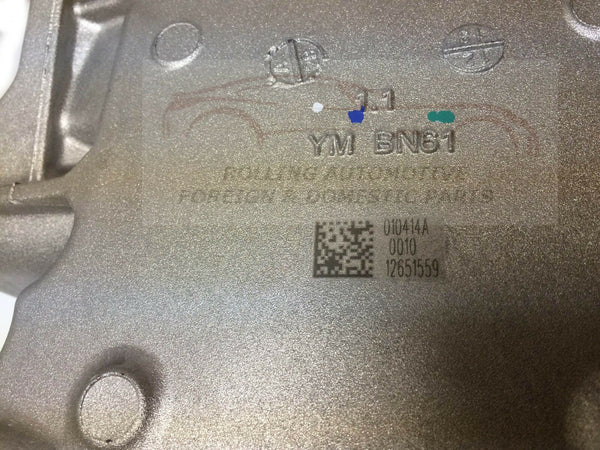 11
YM BN61
ROLLING AUTOMOTIVE
FOREIGN & DOMESTIC PARTS
010414A
0010
12651559